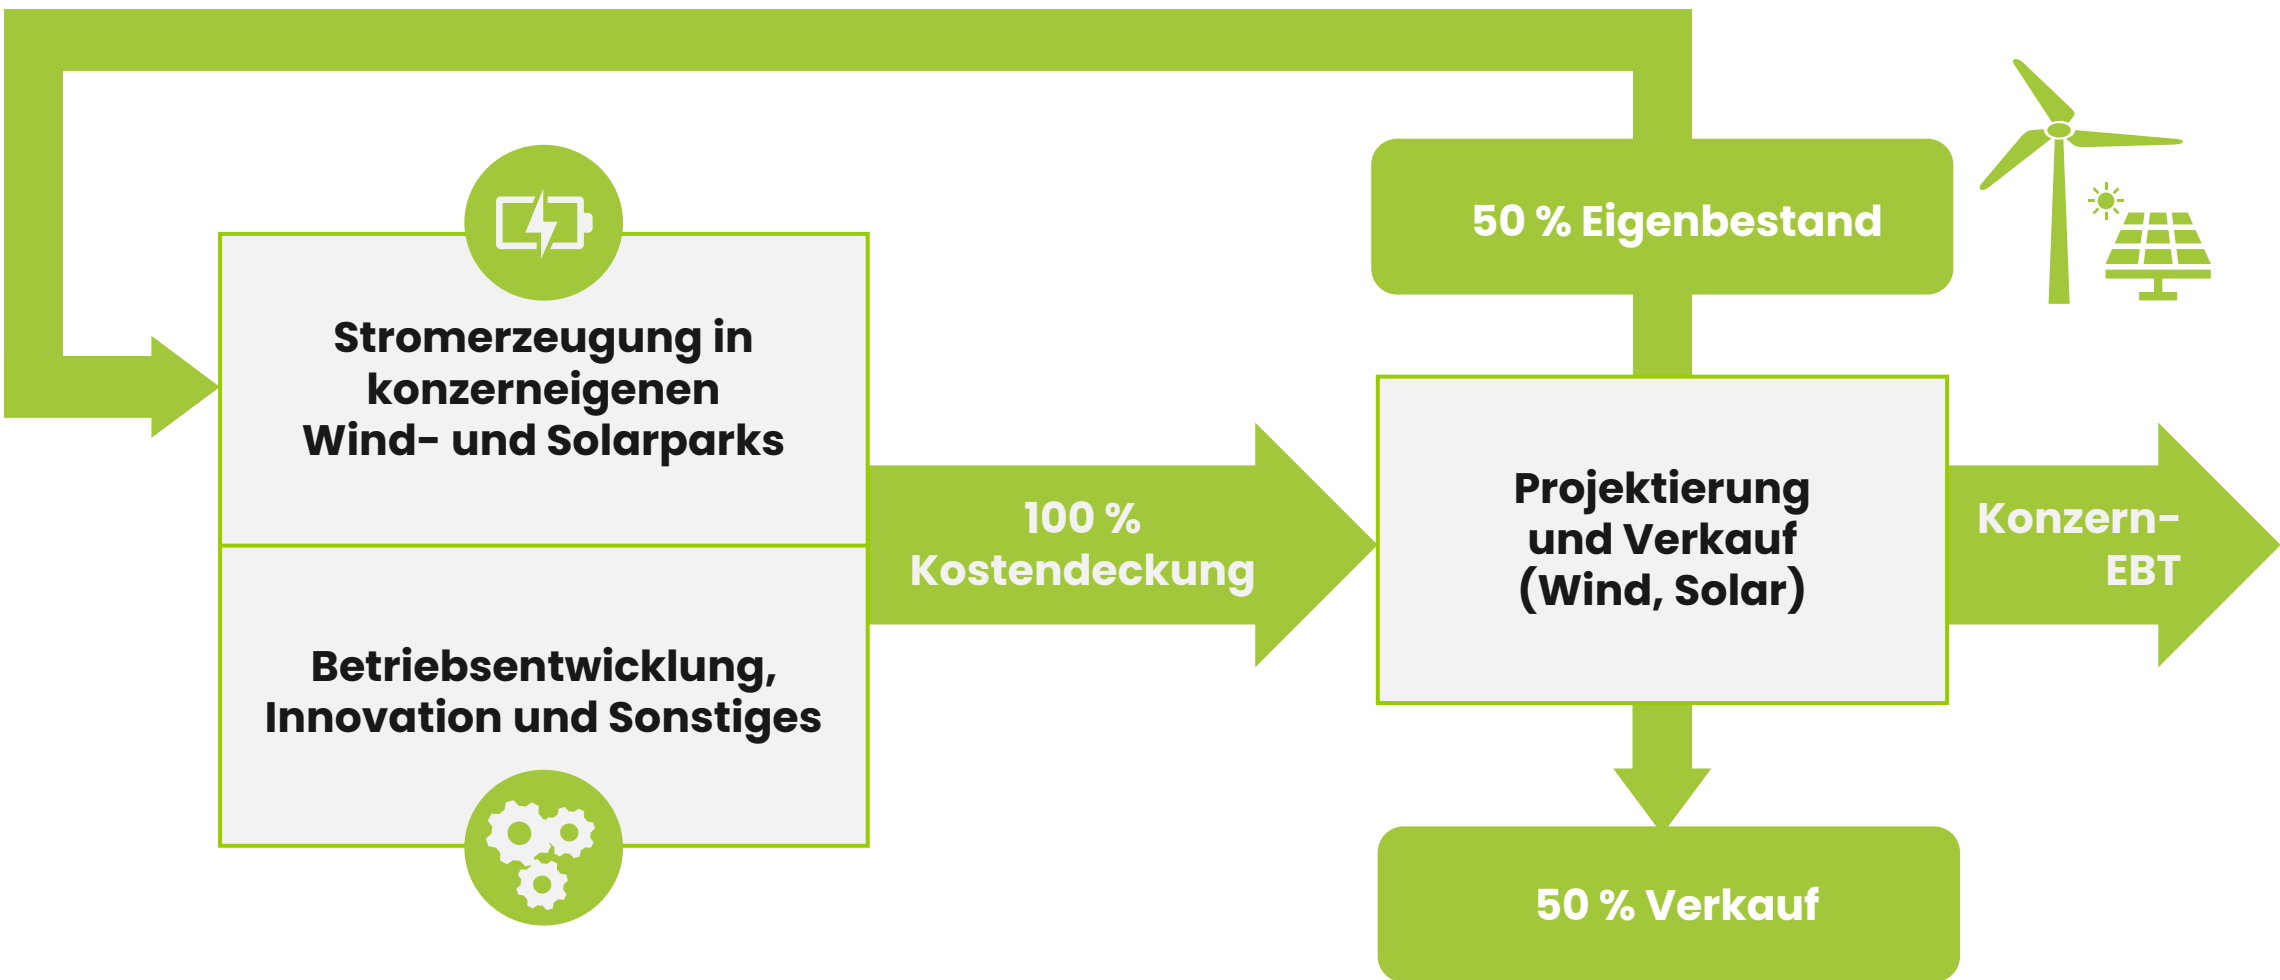 Stromerzeugung in
konzerneigenen
Wind- und Solarparks
Betriebsentwicklung,
Innovation und Sonstiges
100 %
Kostendeckung
50 % Eigenbestand
Projektierung
und Verkauf
(Wind, Solar)
Konzern-
EBT
50 % Verkauf